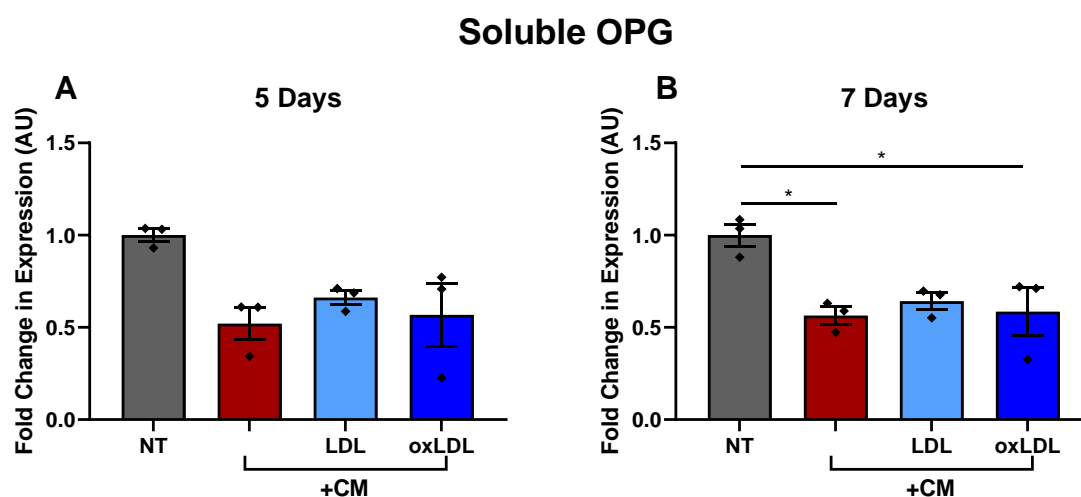 Soluble OPG
A
5 Days
Fold Change in Expression (AU)
1.5
1.0
0.5
0.0
NT
LDL
oxLDL
+CM
B
7 Days
Fold Change in Expression (AU)
1.5
1.0
0.5
0.0
*
*
NT
LDL
oxLDL
+CM